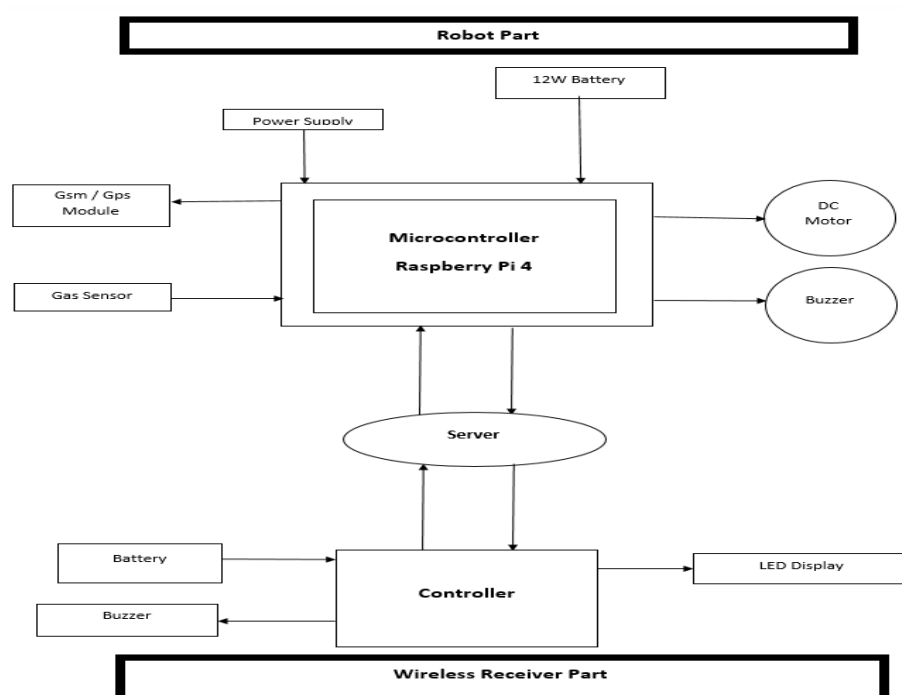 Robot Part
12W Battery
Power Supply
Gsm / Gps
Module
DC
Motor
Microcontroller
Raspberry Pi 4
Gas Sensor
Buzzer
Server
Battery
LED Display
Controller
Buzzer
Wireless Receiver Part